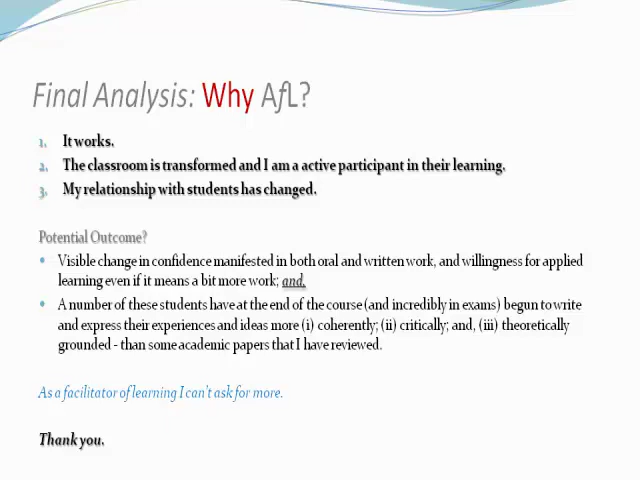 Final Analysis: Why AfL?
1. It works.
2. The classroom is transformed and I am a active participant in their learning.
3. My relationship with students has changed.
Potential Outcome?
• Visible change in confidence manifested in both oral and written work, and willingness for applied
learning even if it means a bit more work; and,
• A number of these students have at the end of the course (and incredibly in exams) begun to write
and express their experiences and ideas more (i) coherently; (ii) critically; and, (iii) theoretically
grounded - than some academic papers that I have reviewed.
As a facilitator of learning I can't ask for more.
Thank you.